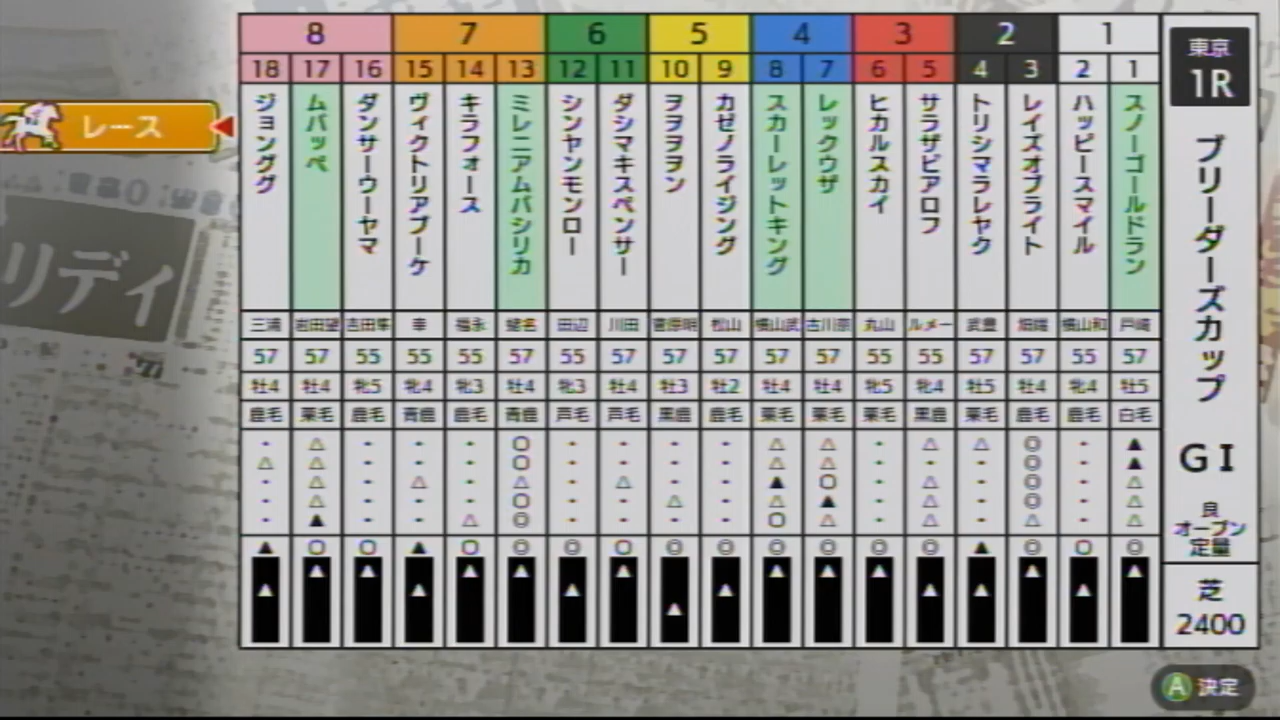 レース
リディ
東京
1R
ブリーダーズカップ
GI
良
オープン
定量
芝
2400
8 7 6 5 4 3 2 1
18 17 16 15 14 13 12 11 10 9 8 7 6 5 4 3 2 1
スノーゴールドラン
ハッピースマイル
レイズオブライト
トリシマラレヤク
サラザビアロフ
ヒカルスカイ
レックウザ
スカーレットキング
カゼノライジング
ヲヲヲヲン
ダシマキスペンサー
シンヤンモンロー
ミレニアムバシリカ
キラフォース
ヴィクトリアブーケ
ダンサーウーヤマ
ムバッペ
ジョングク
三浦 岩田望 吉田隼 幸 福永 蛯名 田辺 川田 菅原明 松山 横山武 古川奈 丸山 ルメー 武豊 横山和 戸崎
57 57 55 55 55 57 55 57 57 57 57 57 55 55 57 57 55 57
牡4 牡4 牝5 牝4 牝3 牡4 牝3 牡4 牡3 牡2 牡4 牡4 牝5 牝4 牡5 牡4 牝4 牡5
鹿毛 栗毛 鹿毛 青鹿 鹿毛 青鹿 芦毛 芦毛 黒鹿 鹿毛 栗毛 栗毛 栗毛 黒鹿 栗毛 鹿毛 鹿毛 白毛
A 決定